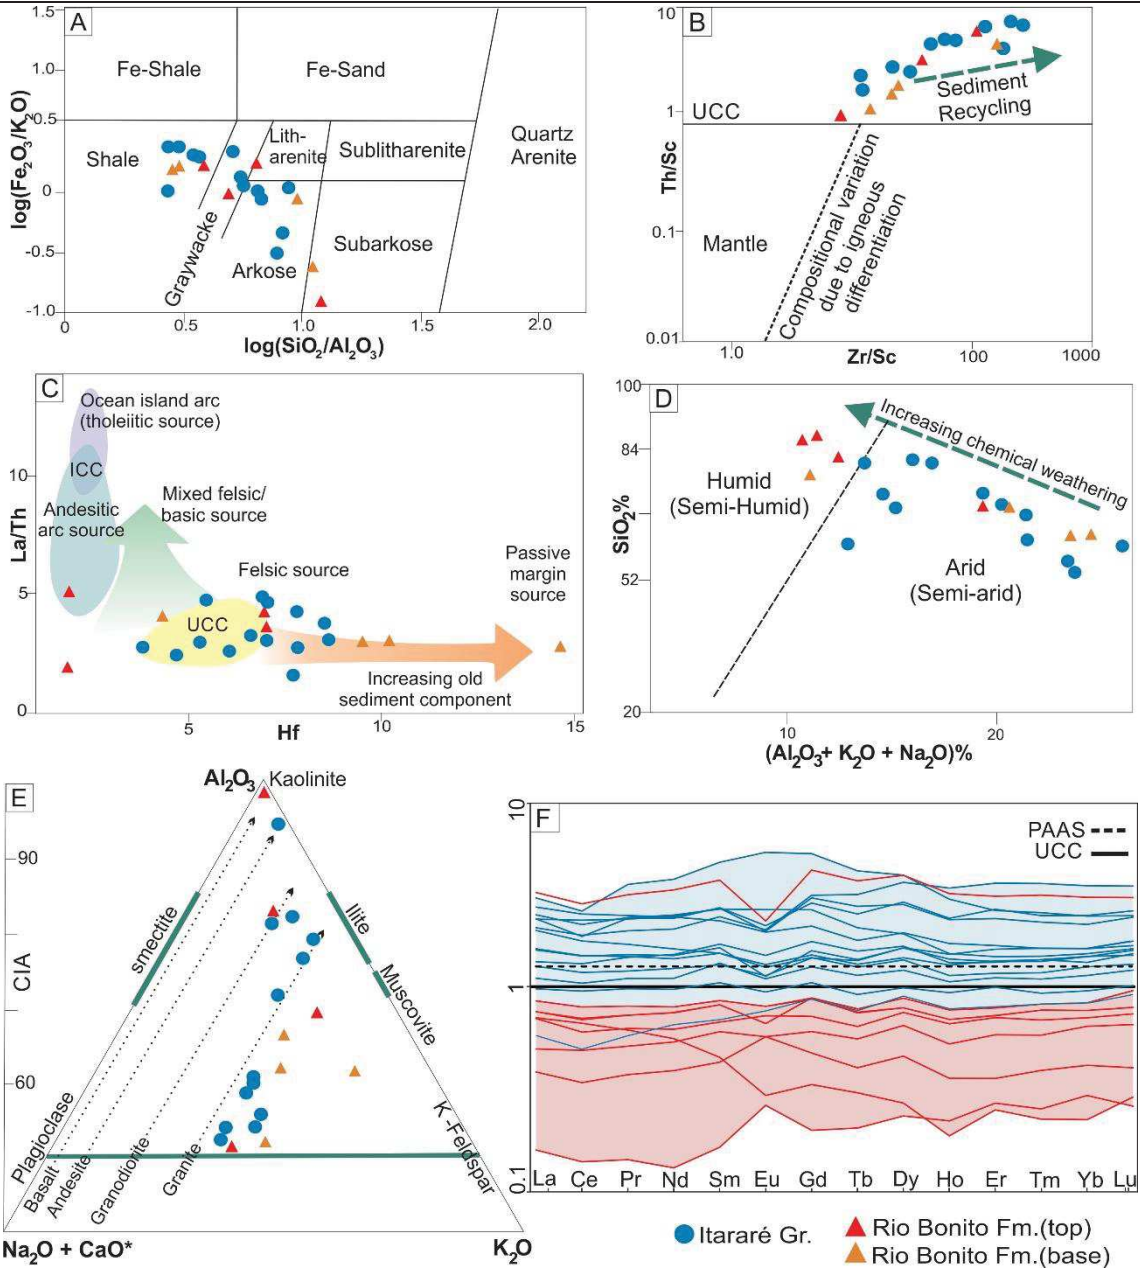 A
1.5
1.0
0.5
0
-0.5
-1.0
log(Fe₂O₃/K₂O)
Fe-Shale
Fe-Sand
Shale
Lith-
arenite
Sublitharenite
Quartz
Arenite
Graywacke
Arkose
Subarkose
0
0.5
1.0
1.5
2.0
log(SiO₂/Al₂O₃)
B
10
1
0.1
0.01
Th/Sc
UCC
Sediment
Recycling
Mantle
Compositional variation
due to igneous
differentiation
1.0
100
1000
Zr/Sc
C
Ocean island arc
(tholeiitic source)
ICC
Andesitic
arc source
Mixed felsic/
basic source
Felsic source
Passive
margin
source
UCC
Increasing old
sediment component
La/Th
10
5
0
5
10
15
Hf
D
100
84
52
20
SiO₂%
Increasing chemical weathering
Humid
(Semi-Humid)
Arid
(Semi-arid)
10
20
(Al₂O₃+ K₂O + Na₂O)%
E
Al₂O₃
Kaolinite
90
60
CIA
smectite
Ilite
Muscovite
Plagioclase
K -Feldspar
Basalt
Andesite
Granodiorite
Granite
Na₂O + CaO*
K₂O
F
10
1
0.1
PAAS
UCC
La Ce Pr Nd Sm Eu Gd Tb Dy Ho Er Tm Yb Lu
Itararé Gr.
Rio Bonito Fm.(top)
Rio Bonito Fm.(base)